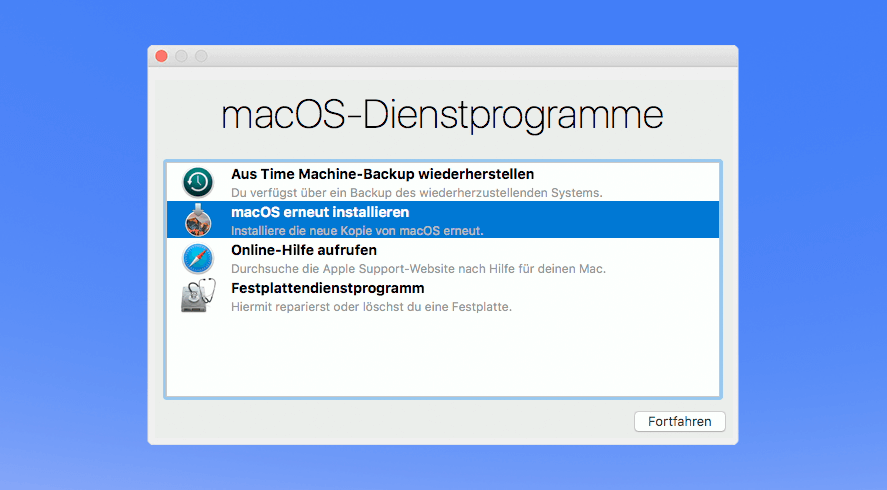 macOS-Dienstprogramme
Aus Time Machine-Backup wiederherstellen
Du verfügst über ein Backup des wiederherzustellenden Systems.
macOS erneut installieren
Installiere die neue Kopie von macOS erneut.
Online-Hilfe aufrufen
Durchsuche die Apple Support-Website nach Hilfe für deinen Mac.
Festplattendienstprogramm
Hiermit reparierst oder löschst du eine Festplatte.
Fortfahren